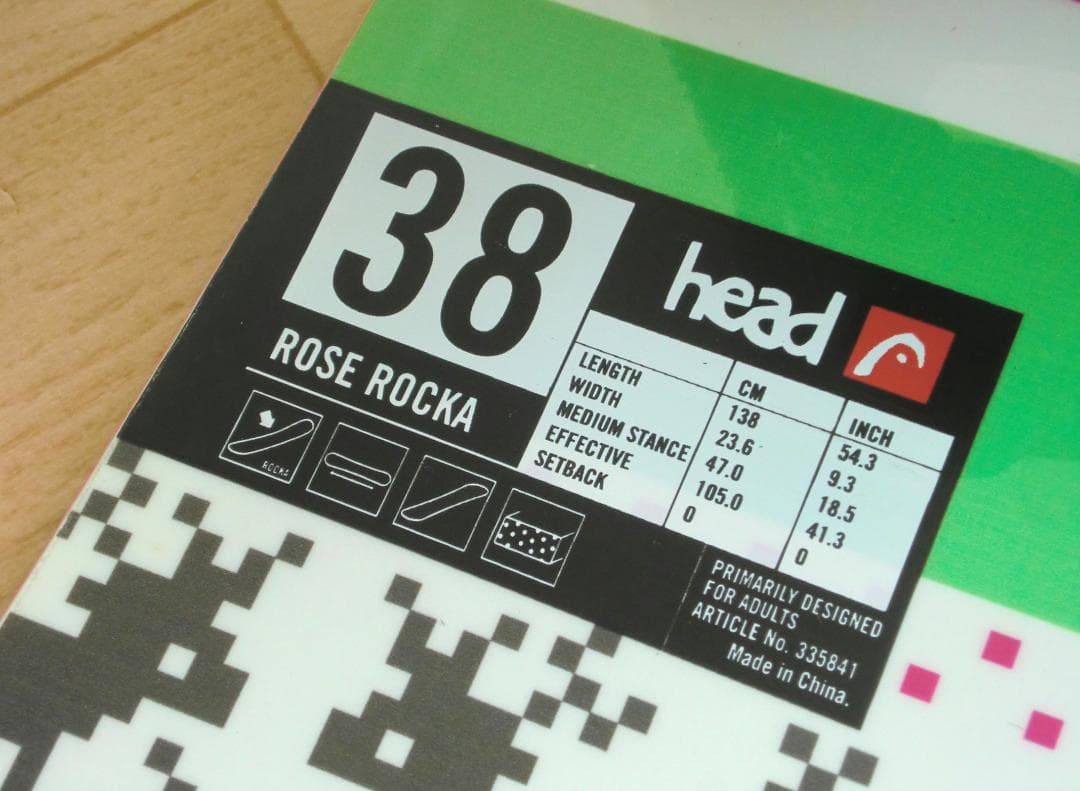 38
head
ROSE ROCKA
ROCKA
CM INCH
LENGTH 138 54.3
WIDTH 23.6 9.3
MEDIUM STANCE 47.0 18.5
EFFECTIVE 105.0 41.3
SETBACK 0 0
PRIMARILY DESIGNED
FOR ADULTS
ARTICLE No. 335841
Made in China.